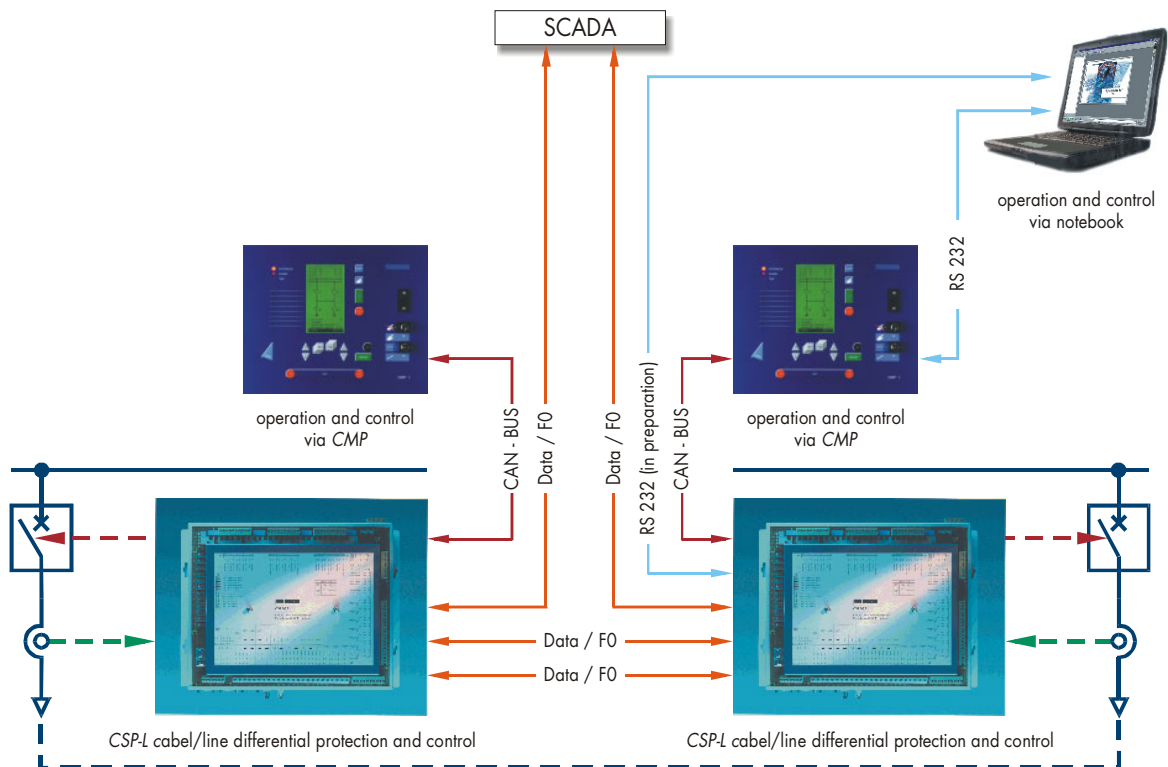 SCADA
operation and control
via notebook
RS 232
operation and control
via CMP
CAN - BUS
Data / F0
Data / F0
RS 232 (in preparation)
CAN - BUS
operation and control
via CMP
Data / F0
Data / F0
CSP-L cabel/line differential protection and control
CSP-L cabel/line differential protection and control